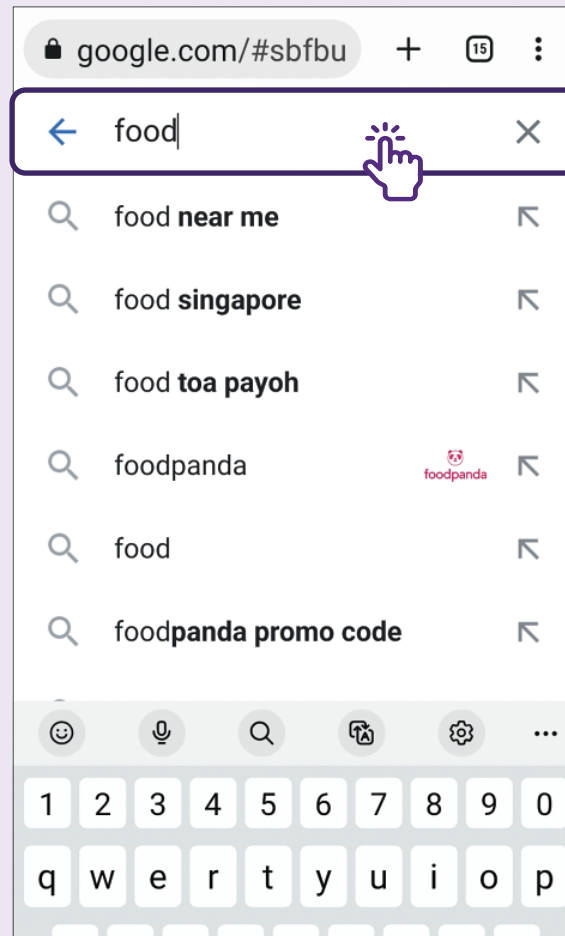 google.com/#sbfbu + 15
food
food near me
food singapore
food toa payoh
foodpanda foodpanda
food
foodpanda promo code
1 2 3 4 5 6 7 8 9 0
q w e r t y u i o p